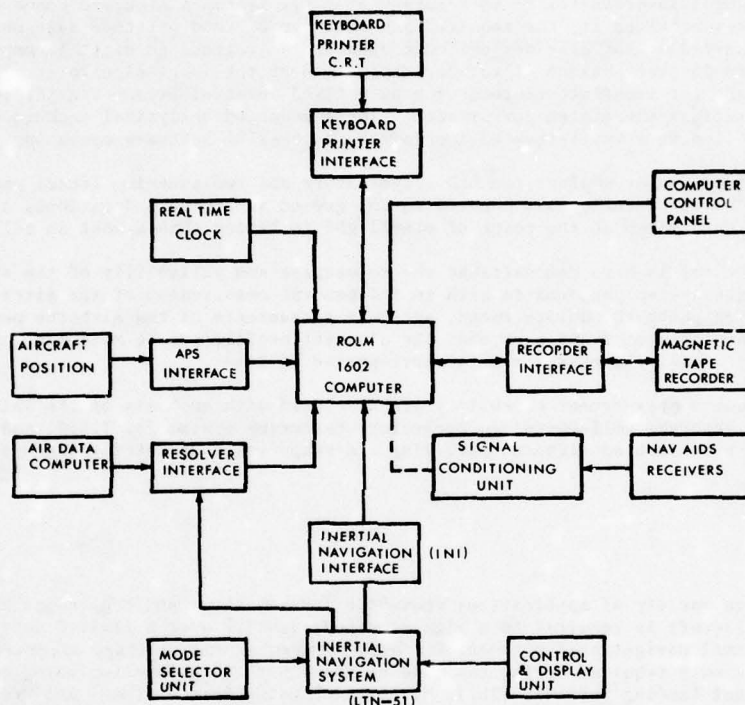 KEYBOARD
PRINTER
C.R.T
KEYBOARD
PRINTER
INTERFACE
COMPUTER
CONTROL
PANEL
REAL TIME
CLOCK
AIRCRAFT
POSITION
APS
INTERFACE
ROLM
1602
COMPUTER
RECORDER
INTERFACE
MAGNETIC
TAPE
RECORDER
AIR DATA
COMPUTER
RESOLVER
INTERFACE
SIGNAL
CONDITIONING
UNIT
NAV AIDS
RECEIVERS
INERTIAL
NAVIGATION
INTERFACE
(INI)
MODE
SELECTOR
UNIT
INERTIAL
NAVIGATION
SYSTEM
(LTN-51)
CONTROL
& DISPLAY
UNIT